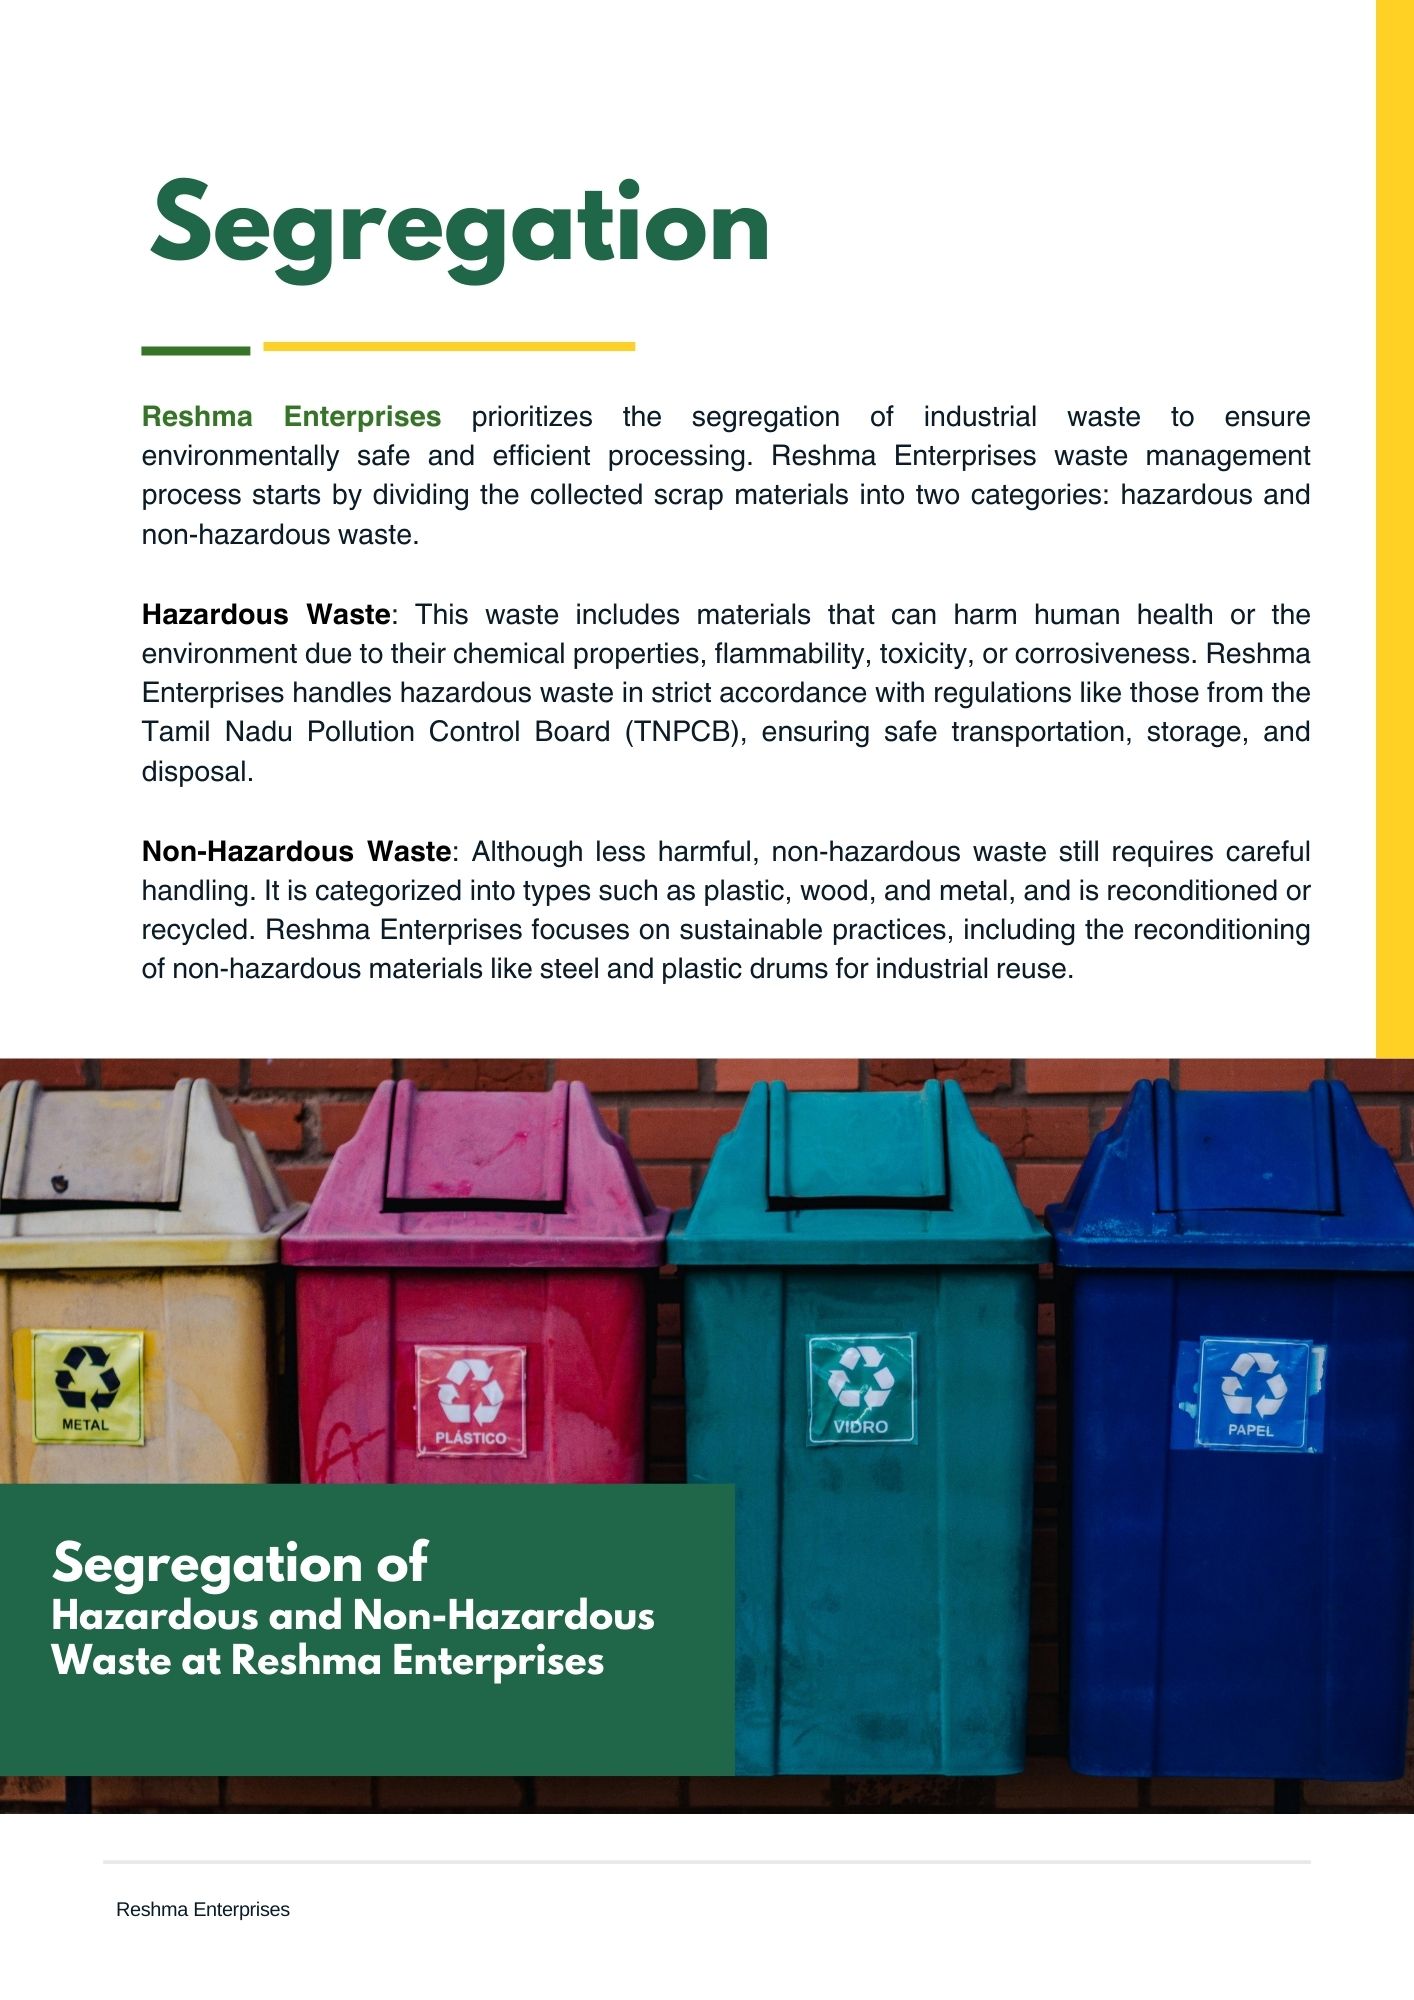 Segregation
Reshma Enterprises prioritizes the segregation of industrial waste to ensure
environmentally safe and efficient processing. Reshma Enterprises waste management
process starts by dividing the collected scrap materials into two categories: hazardous and
non-hazardous waste.
Hazardous Waste: This waste includes materials that can harm human health or the
environment due to their chemical properties, flammability, toxicity, or corrosiveness. Reshma
Enterprises handles hazardous waste in strict accordance with regulations like those from the
Tamil Nadu Pollution Control Board (TNPCB), ensuring safe transportation, storage, and
disposal.
Non-Hazardous Waste: Although less harmful, non-hazardous waste still requires careful
handling. It is categorized into types such as plastic, wood, and metal, and is reconditioned or
recycled. Reshma Enterprises focuses on sustainable practices, including the reconditioning
of non-hazardous materials like steel and plastic drums for industrial reuse.
METAL
PLÁSTICO
VIDRO
PAPEL
Segregation of
Hazardous and Non-Hazardous
Waste at Reshma Enterprises
Reshma Enterprises